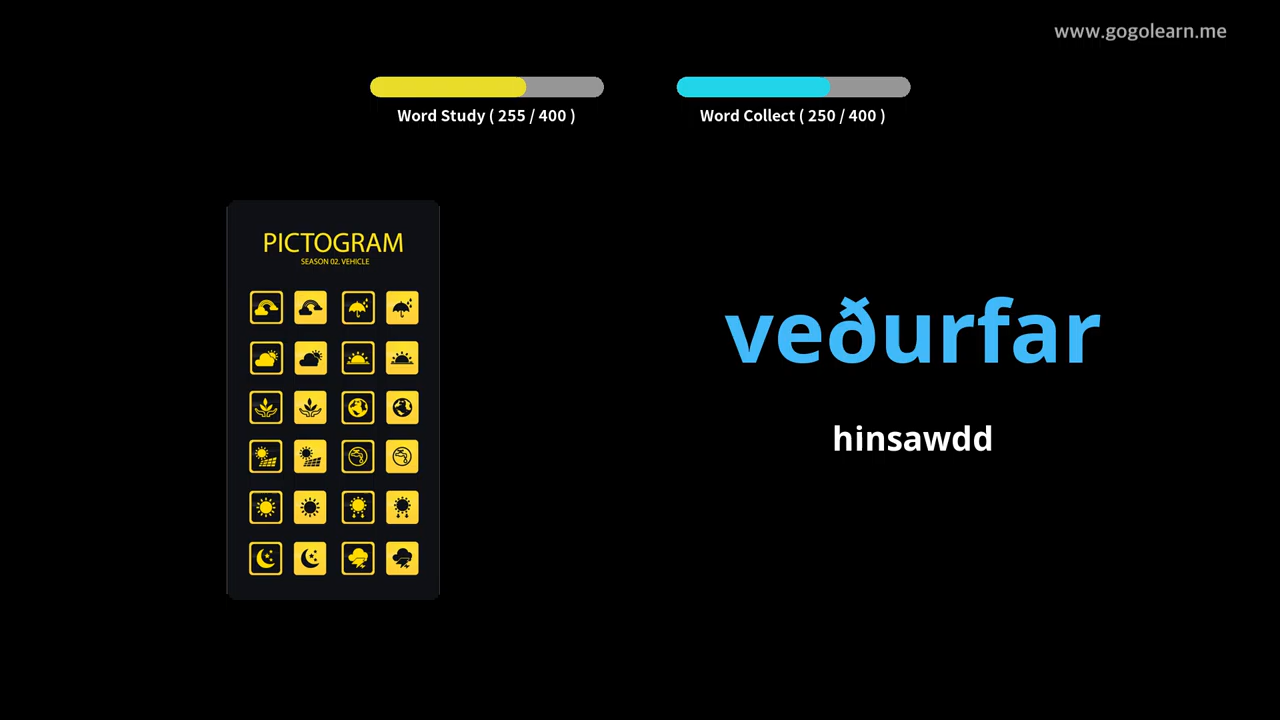 www.gogolearn.me
Word Study ( 255 / 400 )
Word Collect ( 250 / 400 )
PICTOGRAM
SEASON 02. VEHICLE
veðurfar
hinsawdd